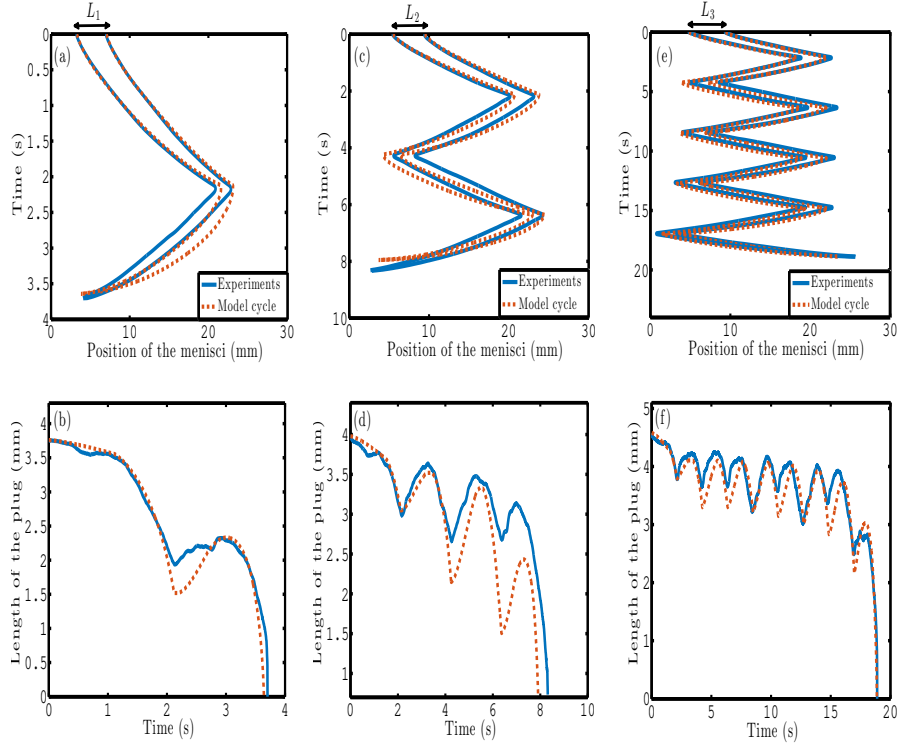 L1
(a)
0
0.5
1
1.5
2
2.5
3
3.5
4
Time (s)
0 10 20 30
Position of the menisci (mm)
Experiments
Model cycle
L2
(c)
0
2
4
6
8
10
Time (s)
0 10 20 30
Position of the menisci (mm)
Experiments
Model cycle
L3
(e)
0
5
10
15
20
Time (s)
0 10 20 30
Position of the menisci (mm)
Experiments
Model cycle
(b)
4
3.5
3
2.5
2
1.5
1
0.5
0
Length of the plug (mm)
0 1 2 3 4
Time (s)
(d)
4
3.5
3
2.5
2
1.5
1
Length of the plug (mm)
0 2 4 6 8 10
Time (s)
(f)
5
4
3
2
1
0
Length of the plug (mm)
0 5 10 15 20
Time (s)